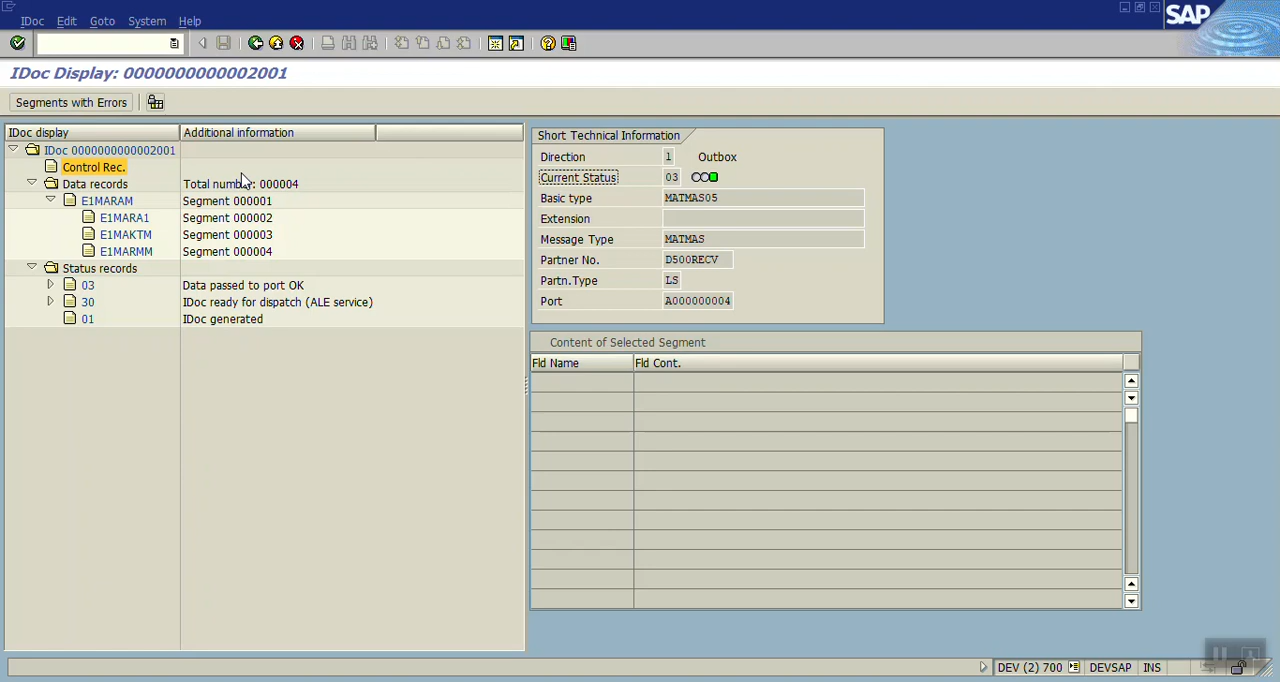 IDoc Edit Goto System Help
SAP
IDoc Display: 0000000000002001
Segments with Errors
IDoc display Additional information
IDoc 0000000000002001
Control Rec.
Data records Total number: 000004
E1MARAM Segment 000001
E1MARA1 Segment 000002
E1MAKTM Segment 000003
E1MARMM Segment 000004
Status records
03 Data passed to port OK
30 IDoc ready for dispatch (ALE service)
01 IDoc generated
Short Technical Information
Direction 1 Outbox
Current Status 03
Basic type MATMAS05
Extension
Message Type MATMAS
Partner No. D500RECV
Partn.Type LS
Port A000000004
Content of Selected Segment
Fld Name Fld Cont.
DEV (2) 700 DEVSAP INS